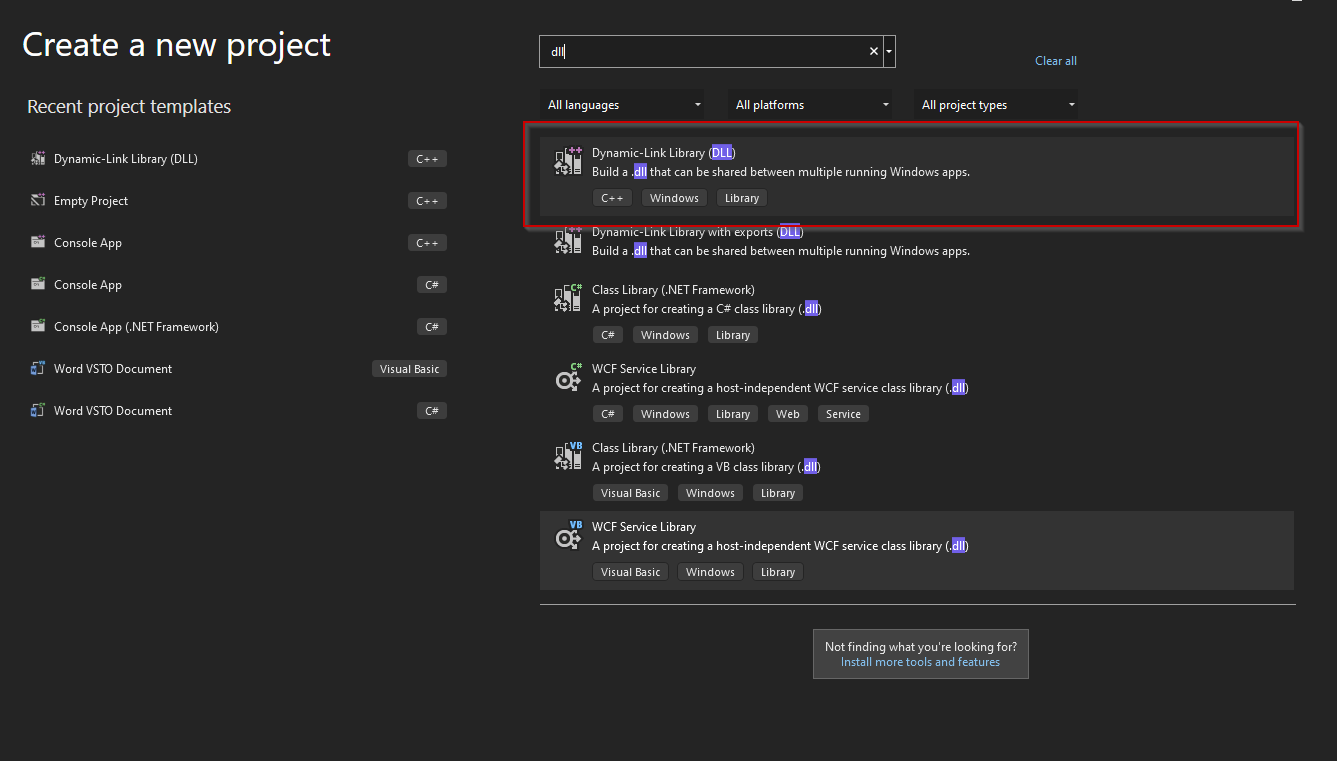 Create a new project
Recent project templates
Dynamic-Link Library (DLL) C++
Empty Project C++
Console App C++
Console App C#
Console App (.NET Framework) C#
Word VSTO Document Visual Basic
Word VSTO Document C#
dll
Clear all
All languages All platforms All project types
Dynamic-Link Library (DLL)
Build a .dll that can be shared between multiple running Windows apps.
C++ Windows Library
Dynamic-Link Library with exports (DLL)
Build a .dll that can be shared between multiple running Windows apps.
Class Library (.NET Framework)
A project for creating a C# class library (.dll)
C# Windows Library
WCF Service Library
A project for creating a host-independent WCF service class library (.dll)
C# Windows Library Web Service
Class Library (.NET Framework)
A project for creating a VB class library (.dll)
Visual Basic Windows Library
WCF Service Library
A project for creating a host-independent WCF service class library (.dll)
Visual Basic Windows Library
Not finding what you're looking for?
Install more tools and features